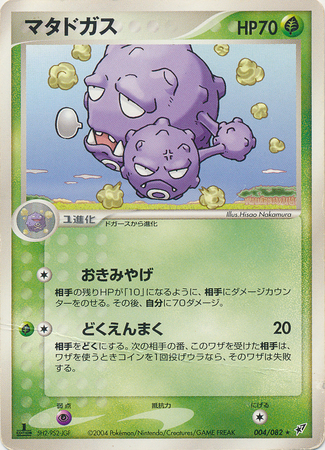 マタドガス HP70
Illus.Hisao Nakamura
1進化 ドガースから進化
おきみやげ
相手の残りHPが「10」になるように、相手にダメージカウン
ターをのせる。その後、自分に70ダメージ。
どくえんまく 20
相手をどくにする。次の相手の番、このワザを受けた相手は、
ワザを使うときコインを1回投げウラなら、そのワザは失敗
する。
弱点 抵抗力 にげる
004/082 ★
©2004 Pokémon/Nintendo/Creatures/GAME FREAK